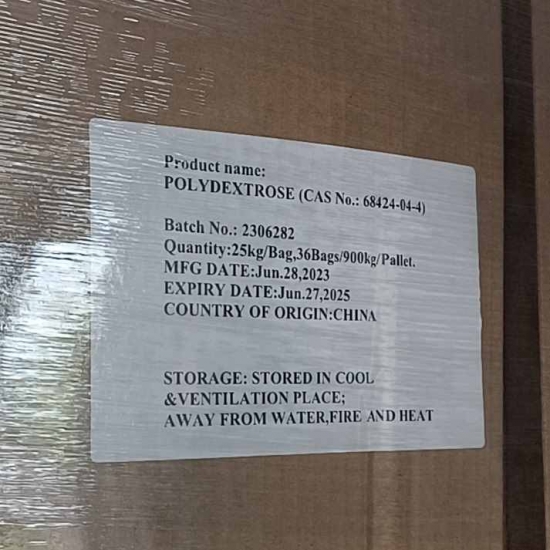 Product name:
POLYDEXTROSE (CAS No.: 68424-04-4)
Batch No.: 2306282
Quantity:25kg/Bag,36Bags/900kg/Pallet.
MFG DATE:Jun.28,2023
EXPIRY DATE:Jun.27,2025
COUNTRY OF ORIGIN:CHINA
STORAGE: STORED IN COOL
&VENTILATION PLACE;
AWAY FROM WATER,FIRE AND HEAT